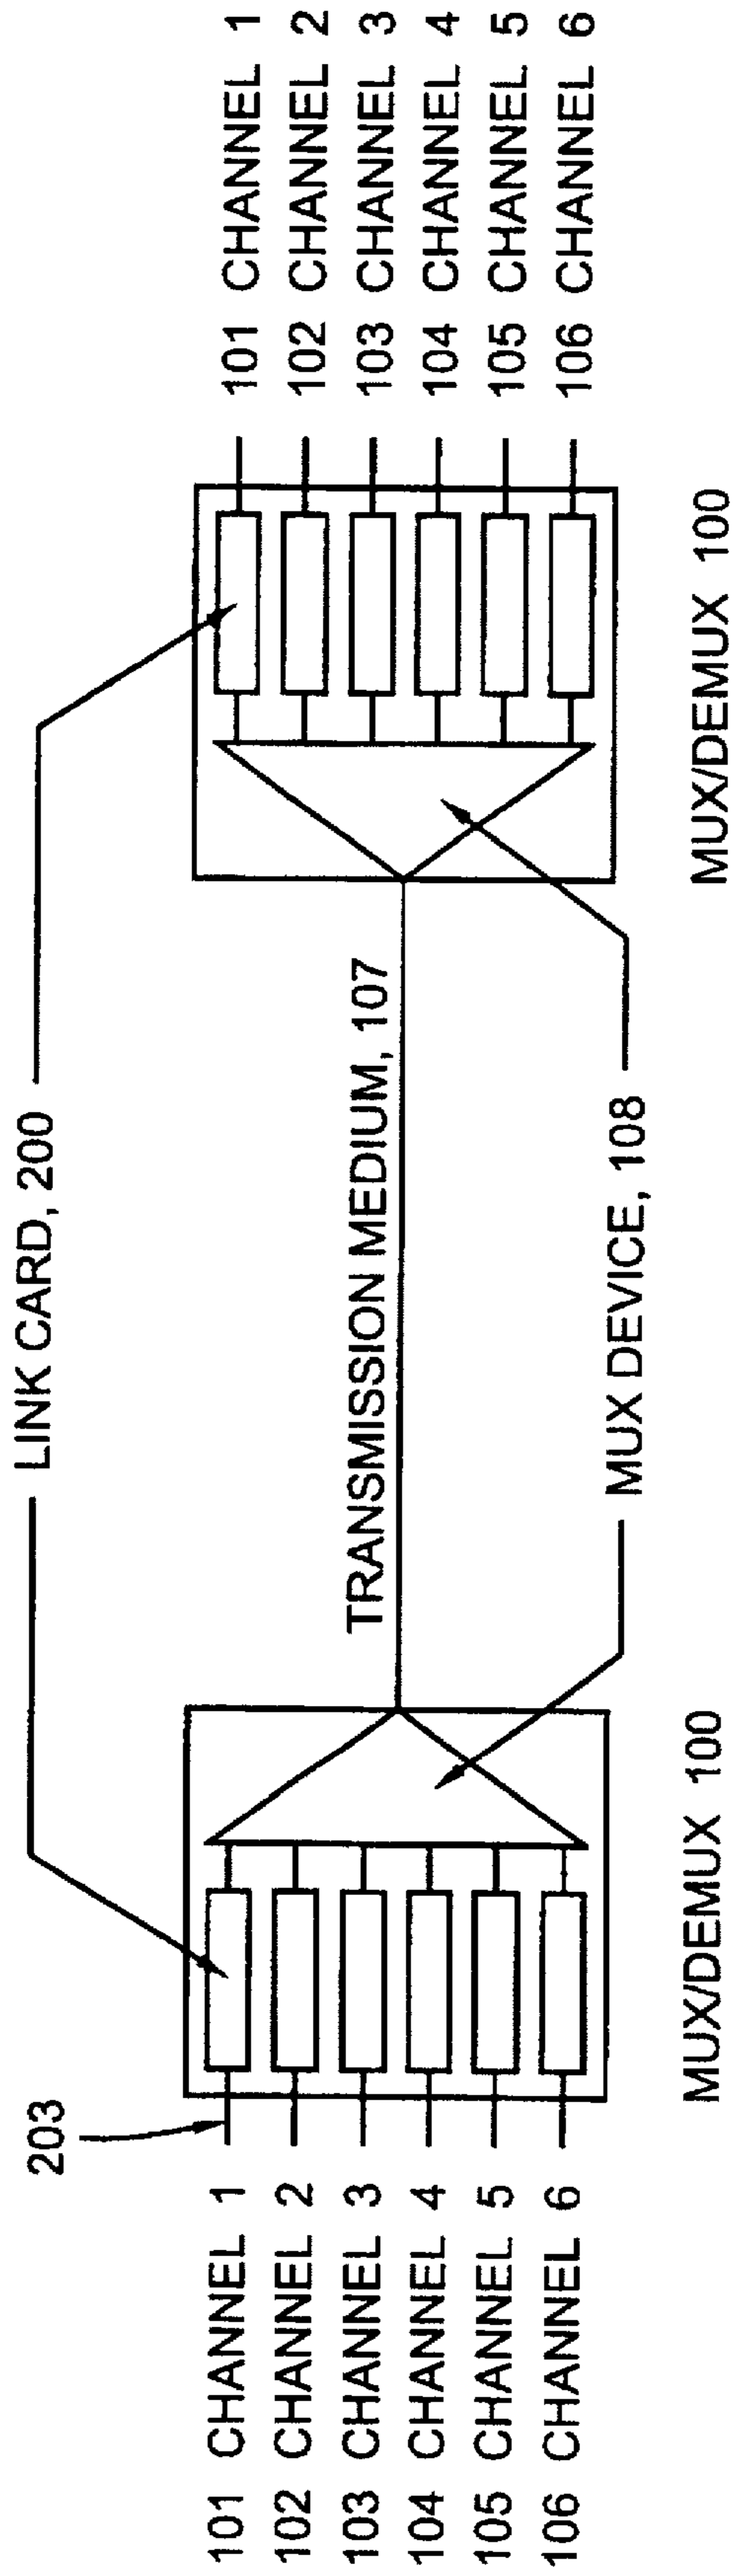 LINK CARD, 200
203
101 CHANNEL 1
102 CHANNEL 2
103 CHANNEL 3
104 CHANNEL 4
105 CHANNEL 5
106 CHANNEL 6
TRANSMISSION MEDIUM, 107
101 CHANNEL 1
102 CHANNEL 2
103 CHANNEL 3
104 CHANNEL 4
105 CHANNEL 5
106 CHANNEL 6
MUX DEVICE, 108
MUX/DEMUX 100
MUX/DEMUX 100